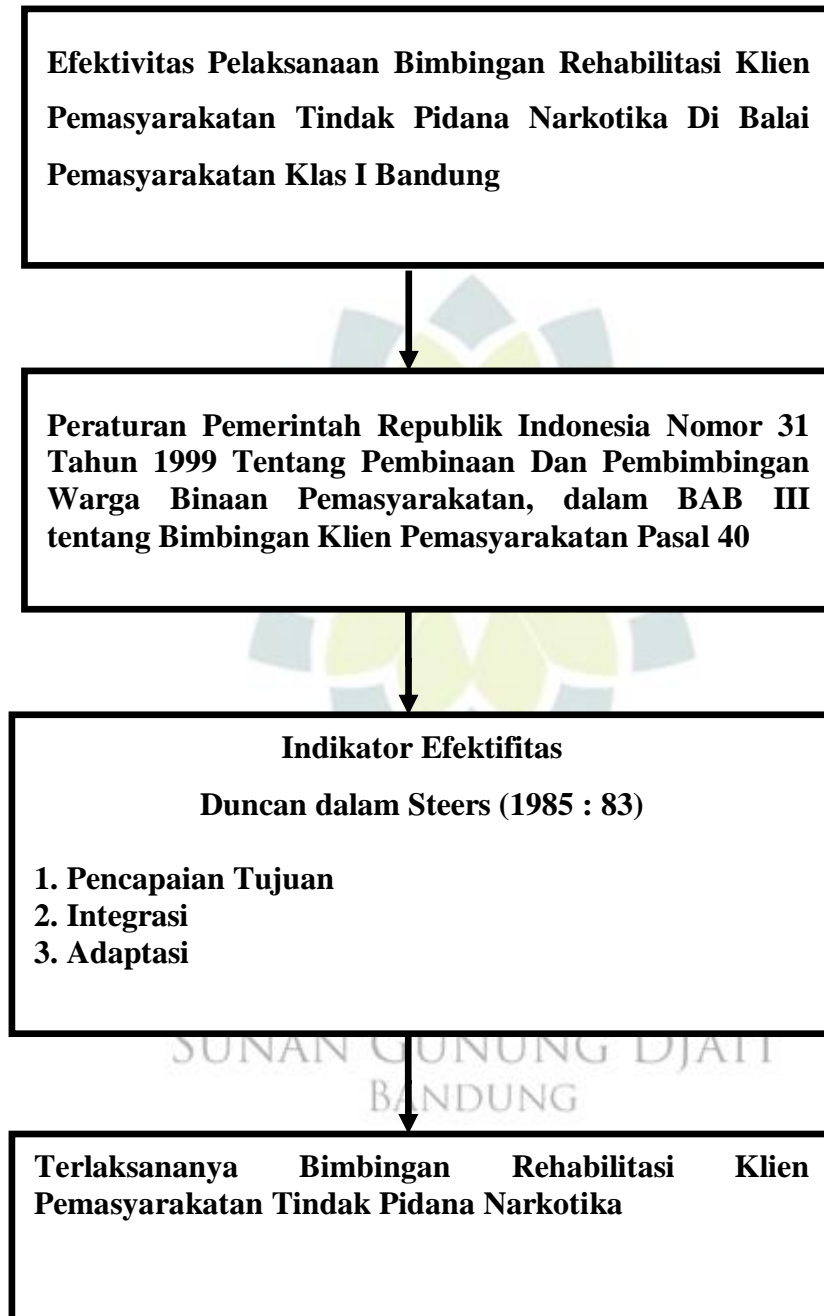 Efektivitas Pelaksanaan Bimbingan Rehabilitasi Klien
Pemasyarakatan Tindak Pidana Narkotika Di Balai
Pemasyarakatan Klas I Bandung
Peraturan Pemerintah Republik Indonesia Nomor 31
Tahun 1999 Tentang Pembinaan Dan Pembimbingan
Warga Binaan Pemasyarakatan, dalam BAB III
tentang Bimbingan Klien Pemasyarakatan Pasal 40
Indikator Efektifitas
Duncan dalam Steers (1985 : 83)
1. Pencapaian Tujuan
2. Integrasi
3. Adaptasi
SUNAN GUNUNG DJATI
BANDUNG
Terlaksananya Bimbingan Rehabilitasi Klien
Pemasyarakatan Tindak Pidana Narkotika